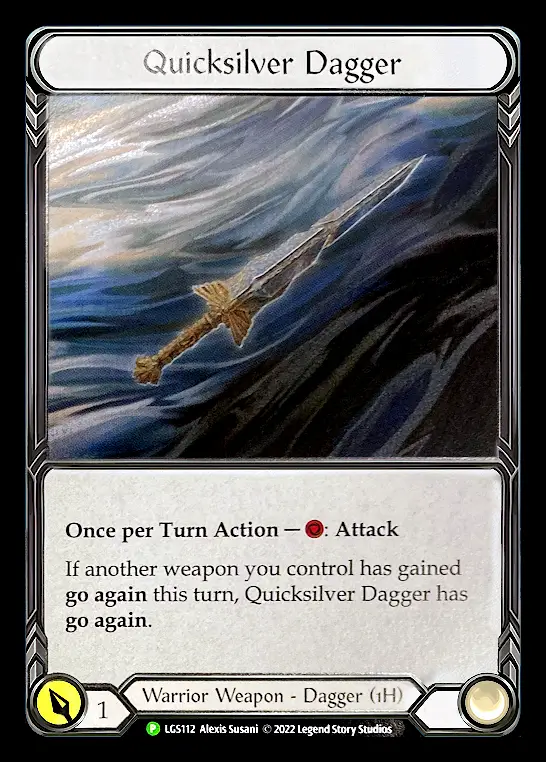 Quicksilver Dagger
Once per Turn Action — : Attack
If another weapon you control has gained
go again this turn, Quicksilver Dagger has
go again.
1
Warrior Weapon - Dagger (1H)
P LGS112 Alexis Susani © 2022 Legend Story Studios